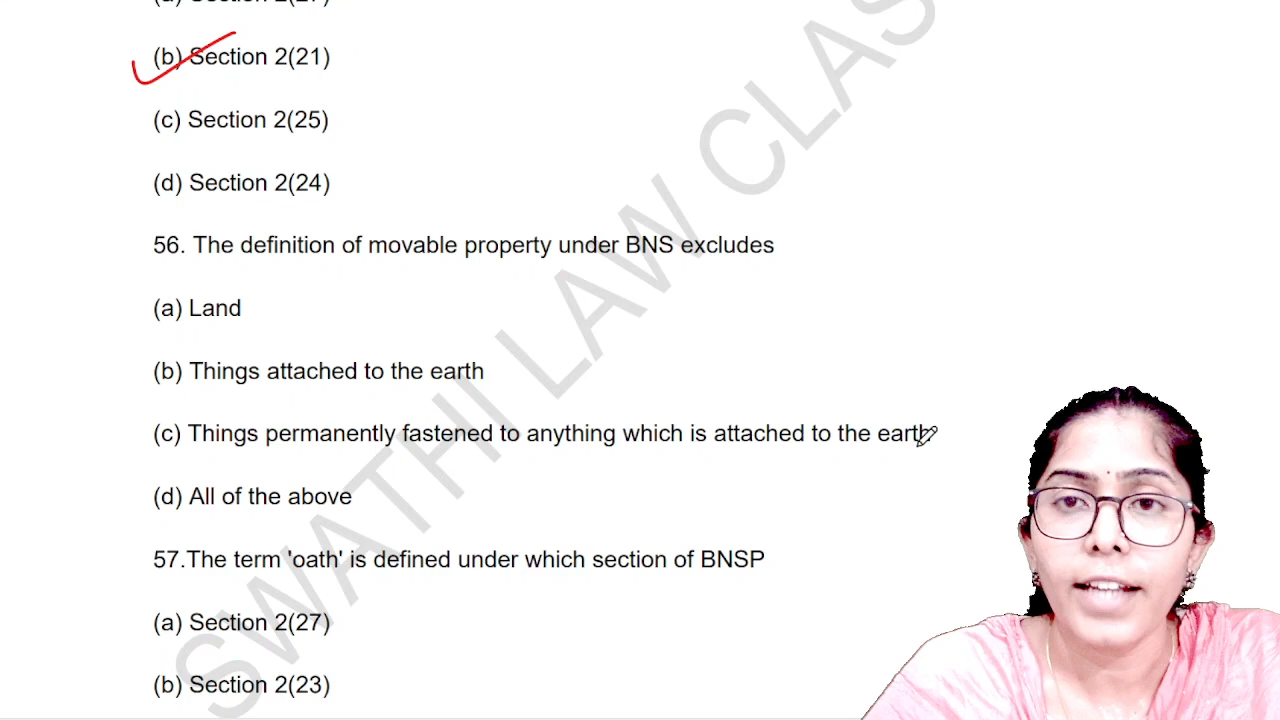 (b) Section 2(21)
(c) Section 2(25)
(d) Section 2(24)
56. The definition of movable property under BNS excludes
(a) Land
(b) Things attached to the earth
(c) Things permanently fastened to anything which is attached to the earth
(d) All of the above
57.The term 'oath' is defined under which section of BNSP
(a) Section 2(27)
(b) Section 2(23)
SWATHI LAW CLAS